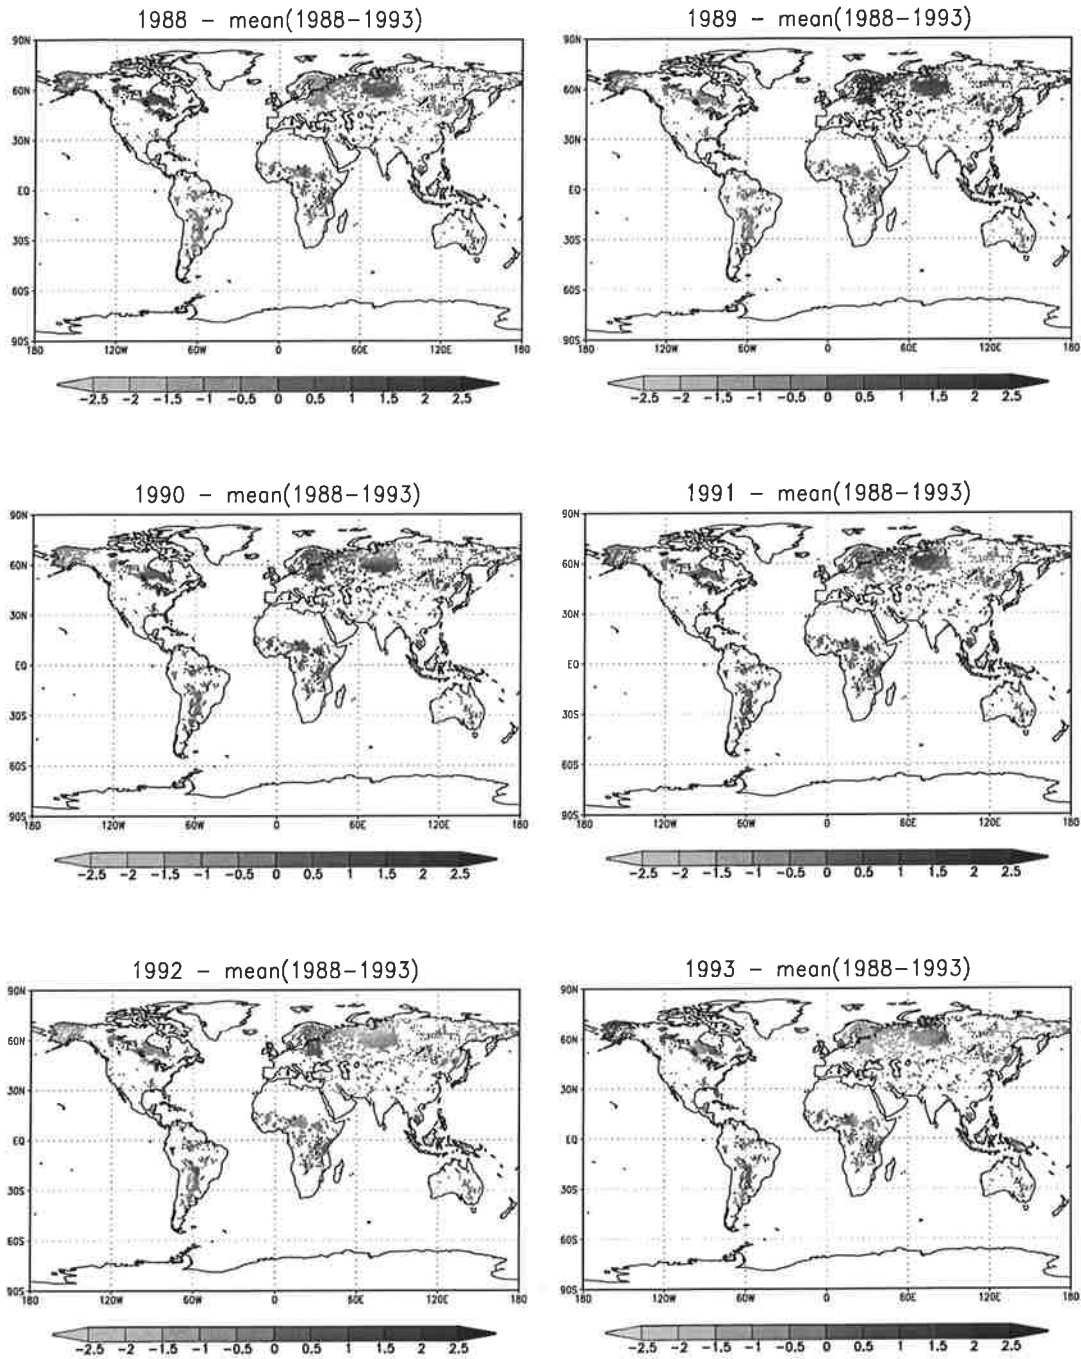 1988 − mean(1988−1993)
90N
60N
30N
EQ
30S
60S
90S
180 120W 60W 0 60E 120E 180
−2.5 −2 −1.5 −1 −0.5 0 0.5 1 1.5 2 2.5
1989 − mean(1988−1993)
90N
60N
30N
EQ
30S
60S
90S
180 120W 60W 0 60E 120E 180
−2.5 −2 −1.5 −1 −0.5 0 0.5 1 1.5 2 2.5
1990 − mean(1988−1993)
90N
60N
30N
EQ
30S
60S
90S
180 120W 60W 0 60E 120E 180
−2.5 −2 −1.5 −1 −0.5 0 0.5 1 1.5 2 2.5
1991 − mean(1988−1993)
90N
60N
30N
EQ
30S
60S
90S
180 120W 60W 0 60E 120E 180
−2.5 −2 −1.5 −1 −0.5 0 0.5 1 1.5 2 2.5
1992 − mean(1988−1993)
90N
60N
30N
EQ
30S
60S
90S
180 120W 60W 0 60E 120E 180
−2.5 −2 −1.5 −1 −0.5 0 0.5 1 1.5 2 2.5
1993 − mean(1988−1993)
90N
60N
30N
EQ
30S
60S
90S
180 120W 60W 0 60E 120E 180
−2.5 −2 −1.5 −1 −0.5 0 0.5 1 1.5 2 2.5